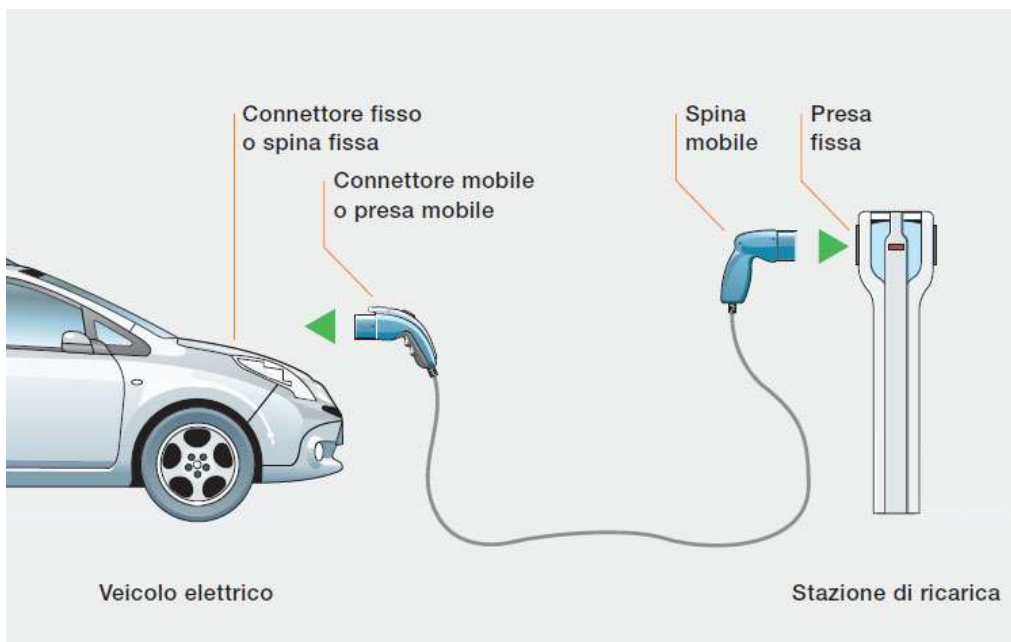 Connettore fisso
o spina fissa
Connettore mobile
o presa mobile
Spina
mobile
Presa
fissa
Veicolo elettrico
Stazione di ricarica